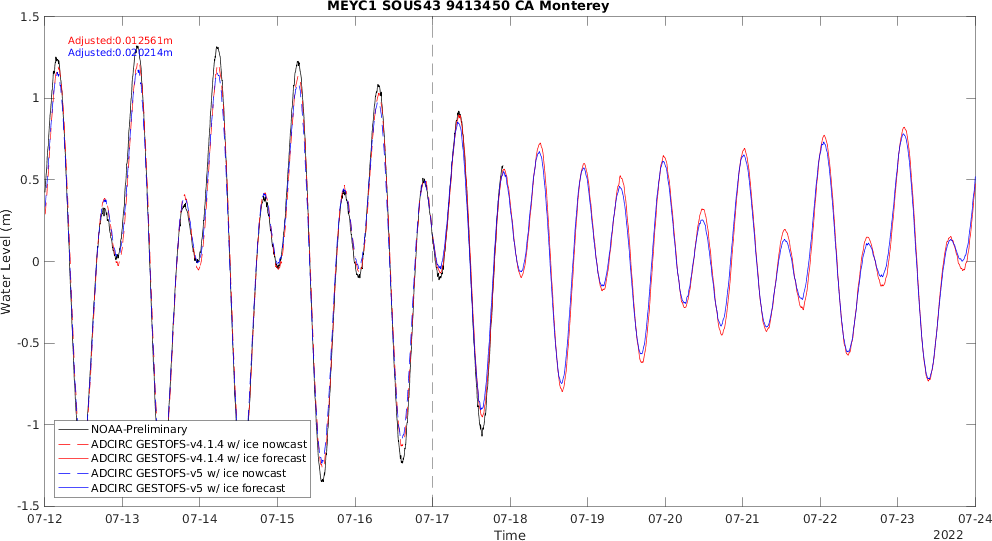 MEYC1 SOUS43 9413450 CA Monterey
Adjusted:0.012561m
Adjusted:0.020214m
1.5
1
0.5
0
-0.5
-1
-1.5
Water Level (m)
NOAA-Preliminary
ADCIRC GESTOFS-v4.1.4 w/ ice nowcast
ADCIRC GESTOFS-v4.1.4 w/ ice forecast
ADCIRC GESTOFS-v5 w/ ice nowcast
ADCIRC GESTOFS-v5 w/ ice forecast
07-12 07-13 07-14 07-15 07-16 07-17 07-18 07-19 07-20 07-21 07-22 07-23 07-24
Time
2022